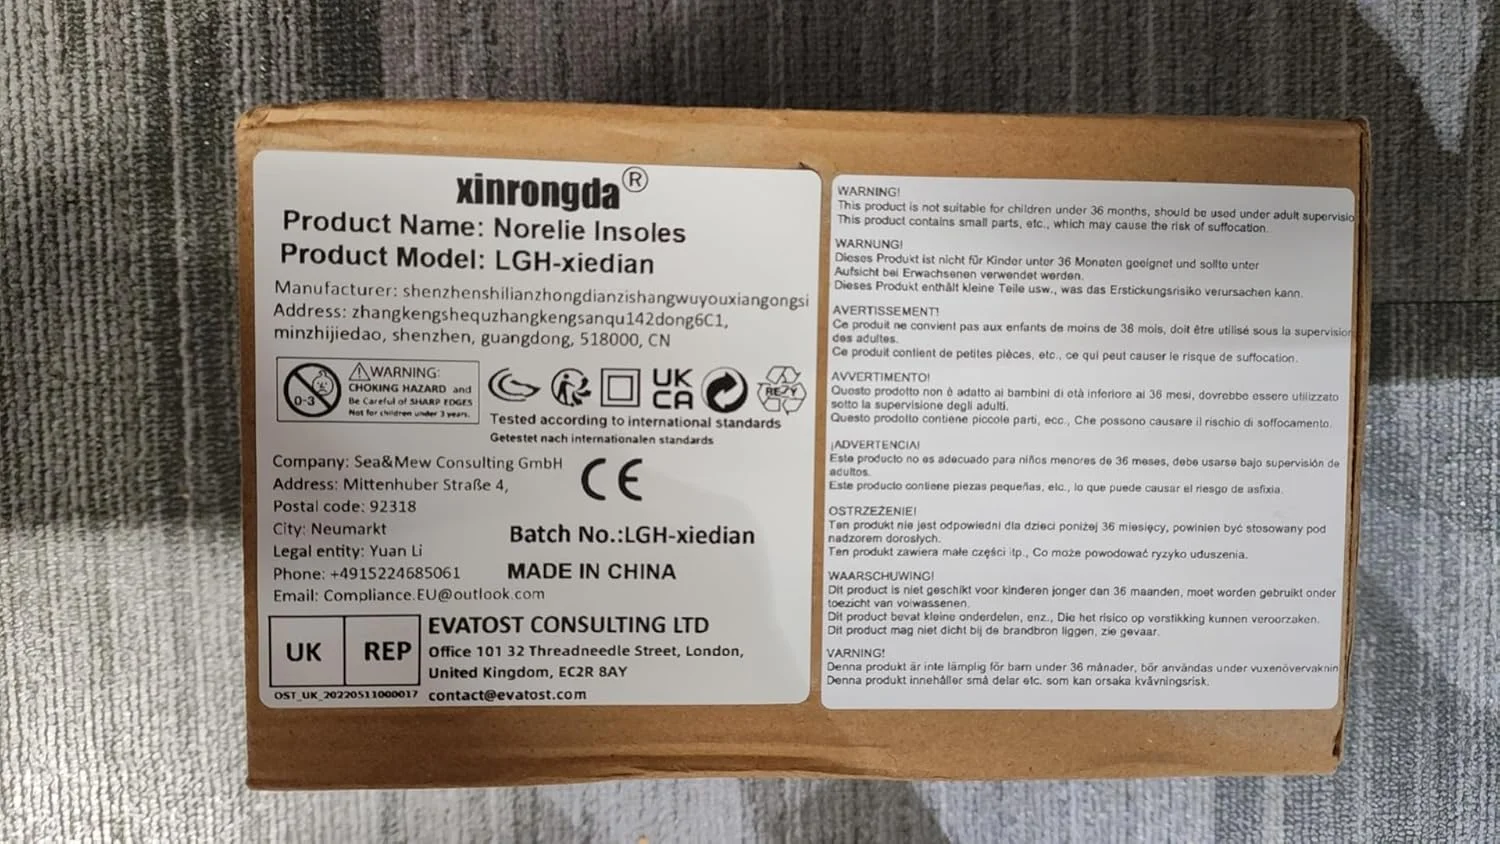 xinrongda®
Product Name: Norelie Insoles
Product Model: LGH-xiedian
Manufacturer: shenzhenshilianzhongdianzishangwuyouxiangongsi
Address: zhangkengshequzhangkengsanqu142dong6C1,
minzhijiedao, shenzhen, guangdong, 518000, CN
0-3
WARNING:
CHOKING HAZARD and
Be Careful of SHARP EDGES
Not for children under 3 years.
UK
CA
Tested according to international standards
Getestet nach internationalen standards
Company: Sea&Mew Consulting GmbH
Address: Mittenhuber Straße 4,
Postal code: 92318
City: Neumarkt
Legal entity: Yuan Li
Phone: +4915224685061
Email: Compliance.EU@outlook.com
CE
Batch No.:LGH-xiedian
MADE IN CHINA
UK REP
OST_UK_20220511000017
EVATOST CONSULTING LTD
Office 101 32 Threadneedle Street, London,
United Kingdom, EC2R 8AY
contact@evatost.com
WARNING!
This product is not suitable for children under 36 months, should be used under adult supervisio
This product contains small parts, etc., which may cause the risk of suffocation.
WARNUNG!
Dieses Produkt ist nicht für Kinder unter 36 Monaten geeignet und sollte unter
Aufsicht bei Erwachsenen verwendet werden.
Dieses Produkt enthält kleine Teile usw., was das Erstickungsrisiko verursachen kann.
AVERTISSEMENT!
Ce produit ne convient pas aux enfants de moins de 36 mois, doit être utilisé sous la supervision
des adultes.
Ce produit contient de petites pièces, etc., ce qui peut causer le risque de suffocation.
AVVERTIMENTO!
Questo prodotto non è adatto ai bambini di età inferiore ai 36 mesi, dovrebbe essere utilizzato
sotto la supervisione degli adulti.
Questo prodotto contiene piccole parti, ecc., Che possono causare il rischio di soffocamento.
¡ADVERTENCIA!
Este producto no es adecuado para niños menores de 36 meses, debe usarse bajo supervisión de
adultos.
Este producto contiene piezas pequeñas, etc., lo que puede causar el riesgo de asfixia.
OSTRZEŻENIE!
Ten produkt nie jest odpowiedni dla dzieci poniżej 36 miesięcy, powinien być stosowany pod
nadzorem dorosłych.
Ten produkt zawiera małe części itp., Co może powodować ryzyko uduszenia.
WAARSCHUWING!
Dit product is niet geschikt voor kinderen jonger dan 36 maanden, moet worden gebruikt onder
toezicht van volwassenen.
Dit product bevat kleine onderdelen, enz., Die het risico op verstikking kunnen veroorzaken.
Dit product mag niet dicht bij de brandbron liggen, zie gevaar.
VARNING!
Denna produkt är inte lämplig för barn under 36 månader, bör användas under vuxenövervaknin
Denna produkt innehåller små delar etc. som kan orsaka kvävningsrisk.